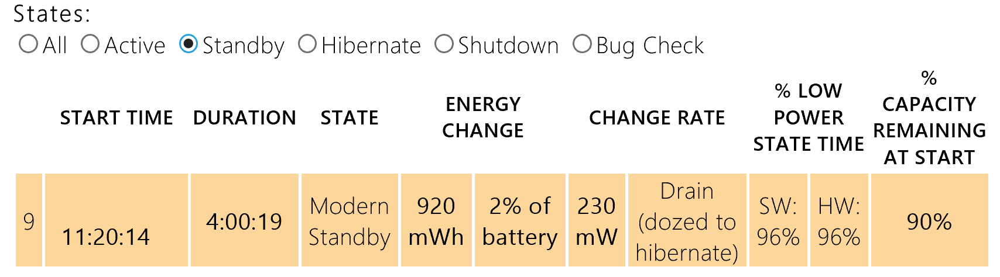 States:
All Active Standby Hibernate Shutdown Bug Check
START TIME DURATION STATE ENERGY CHANGE CHANGE RATE % LOW POWER STATE TIME % CAPACITY REMAINING AT START
9 11:20:14 4:00:19 Modern Standby 920 mWh 2% of battery 230 mW Drain (dozed to hibernate) SW: 96% HW: 96% 90%